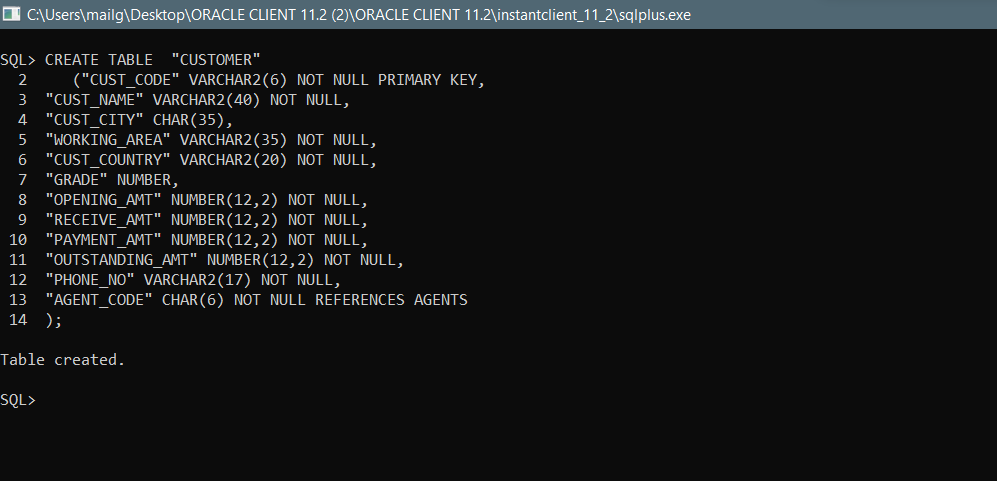 C:\Users\mailg\Desktop\ORACLE CLIENT 11.2 (2)\ORACLE CLIENT 11.2\instantclient_11_2\sqlplus.exe
SQL> CREATE TABLE  "CUSTOMER"
  2     ("CUST_CODE" VARCHAR2(6) NOT NULL PRIMARY KEY,
  3  "CUST_NAME" VARCHAR2(40) NOT NULL,
  4  "CUST_CITY" CHAR(35),
  5  "WORKING_AREA" VARCHAR2(35) NOT NULL,
  6  "CUST_COUNTRY" VARCHAR2(20) NOT NULL,
  7  "GRADE" NUMBER,
  8  "OPENING_AMT" NUMBER(12,2) NOT NULL,
  9  "RECEIVE_AMT" NUMBER(12,2) NOT NULL,
 10  "PAYMENT_AMT" NUMBER(12,2) NOT NULL,
 11  "OUTSTANDING_AMT" NUMBER(12,2) NOT NULL,
 12  "PHONE_NO" VARCHAR2(17) NOT NULL,
 13  "AGENT_CODE" CHAR(6) NOT NULL REFERENCES AGENTS
 14  );
Table created.
SQL>